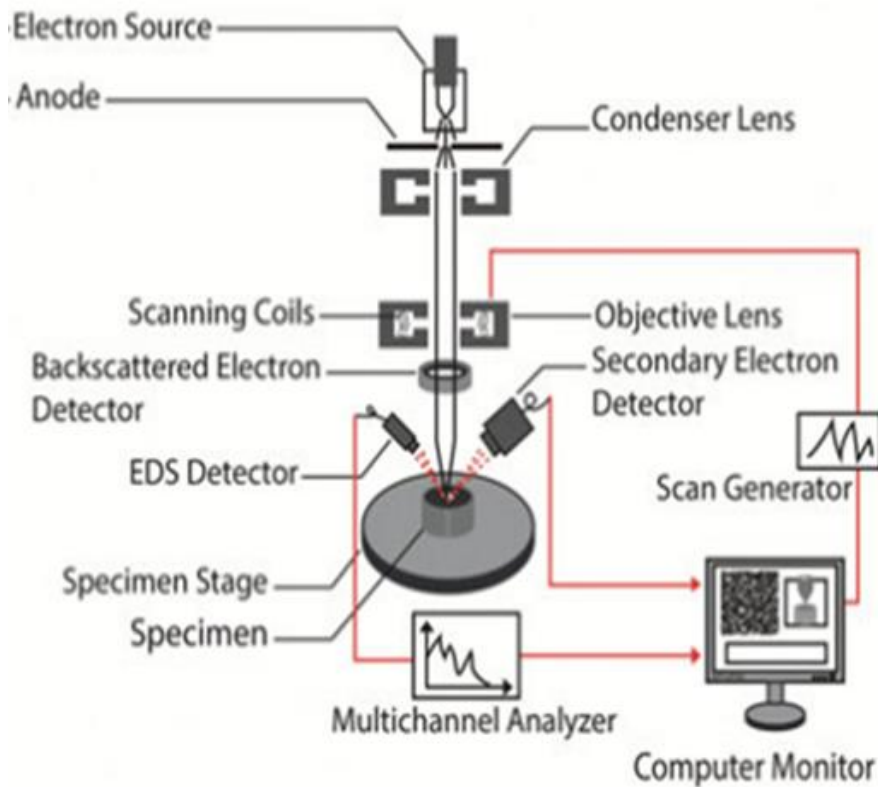 Electron Source
Anode
Condenser Lens
Scanning Coils
Objective Lens
Backscattered Electron
Detector
Secondary Electron
Detector
EDS Detector
Scan Generator
Specimen Stage
Specimen
Multichannel Analyzer
Computer Monitor